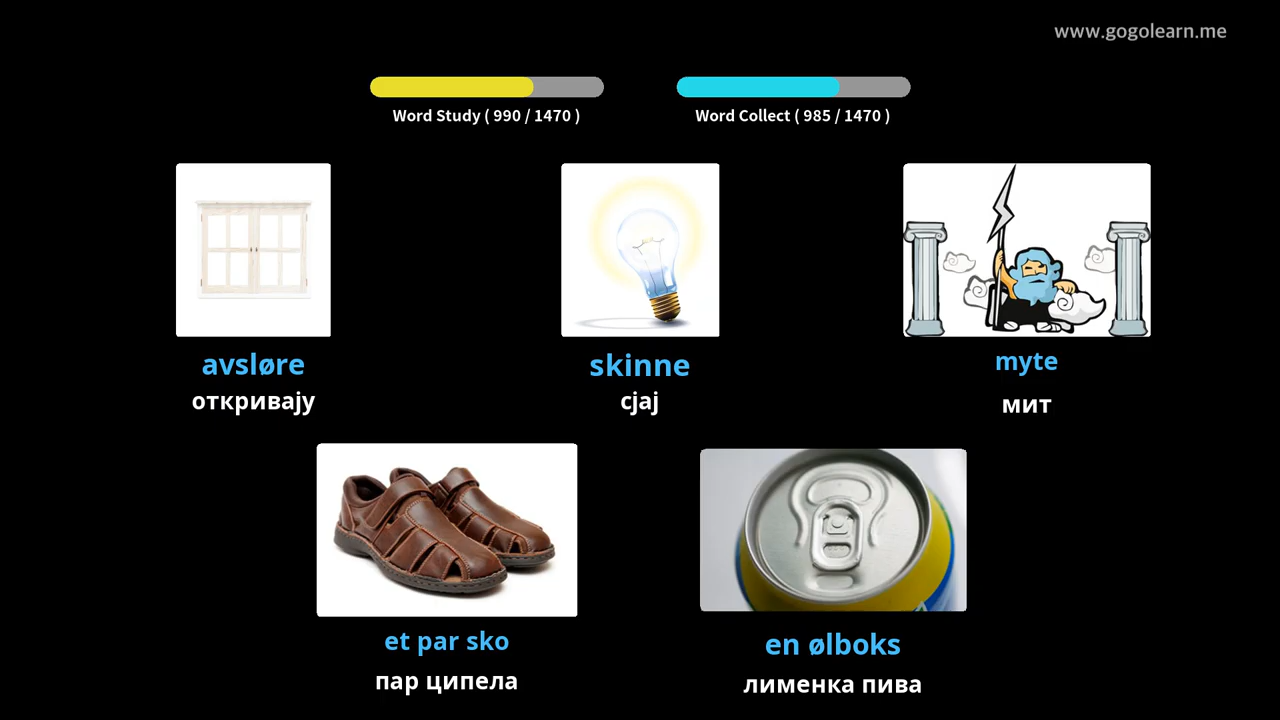 www.gogolearn.me
Word Study ( 990 / 1470 )
Word Collect ( 985 / 1470 )
avsløre
откривају
skinne
сјај
myte
мит
et par sko
пар ципела
en ølboks
лименка пива